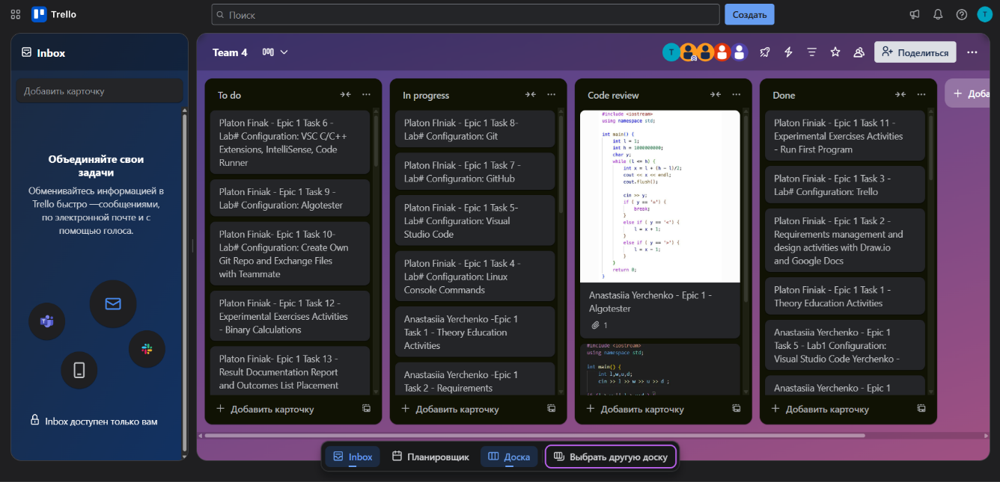 Trello
Поиск
Создать
T
Inbox
Добавить карточку
Объединяйте свои
задачи
Обменивайтесь информацией в
Trello быстро —сообщениями,
по электронной почте и с
помощью голоса.
Inbox доступен только вам
Team 4
T
Поделиться
To do
Platon Finak - Epic 1 Task 6 -
Lab# Configuration: VSC C/C++
Extensions, IntelliSense, Code
Runner
Platon Finiak - Epic 1 Task 9 -
Lab# Configuration: Algotester
Platon Finiak- Epic 1 Task 10-
Lab# Configuration: Create Own
Git Repo and Exchange Files
with Teammate
Platon Finiak - Epic 1 Task 12 -
Experimental Exercises Activities
- Binary Calculations
Platon Finiak- Epic 1 Task 13 -
Result Documentation Report
and Outcomes List Placement
Добавить карточку
In progress
Platon FIniak - Epic 1 Task 8-
Lab# Configuration: Git
Platon FIniak - Epic 1 Task 7 -
Lab# Configuration: GitHub
Platon Finiak - Epic 1 Task 5-
Lab# Configuration: Visual
Studio Code
Platon Finiak - Epic 1 Task 4 -
Lab# Configuration: Linux
Console Commands
Anastasiia Yerchenko -Epic 1
Task 1 - Theory Education
Activities
Anastasiia Yerchenko -Epic 1
Task 2 - Requirements
Добавить карточку
Code review
#include <iostream>
using namespace std;
int main() {
int l = 1;
int h = 1000000000;
char y;
while (l <= h) {
int x = l + (h - l)/2;
cout << x << endl;
cout.flush();
cin >> y;
if ( y == '=') {
break;
}
else if ( y == '<') {
l = x + 1;
}
else if ( y == '>') {
l = x - 1;
}
}
return 0;
}
Anastasiia Yerchenko - Epic 1 -
Algotester
1
#include <iostream>
using namespace std;
int main() {
int l,w,u,d;
cin >> l >> w >> u >> d ;
Добавить карточку
Done
Platon Finiak - Epic 1 Task 11 -
Experimental Exercises Activities
- Run First Program
Platon Finiak - Epic 1 Task 3 -
Lab# Configuration: Trello
Platon Finiak - Epic 1 Task 2 -
Requirements management and
design activities with Draw.io
and Google Docs
Platon Finiak - Epic 1 Task 1 -
Theory Education Activities
Anastasiia Yerchenko - Epic 1
Task 5 - Lab1 Configuration:
Visual Studio Code Yerchenko -
Anastasiia Yerchenko - Epic 1
Добавить карточку
Доба
Inbox
Планировщик
Доска
Выбрать другую доску